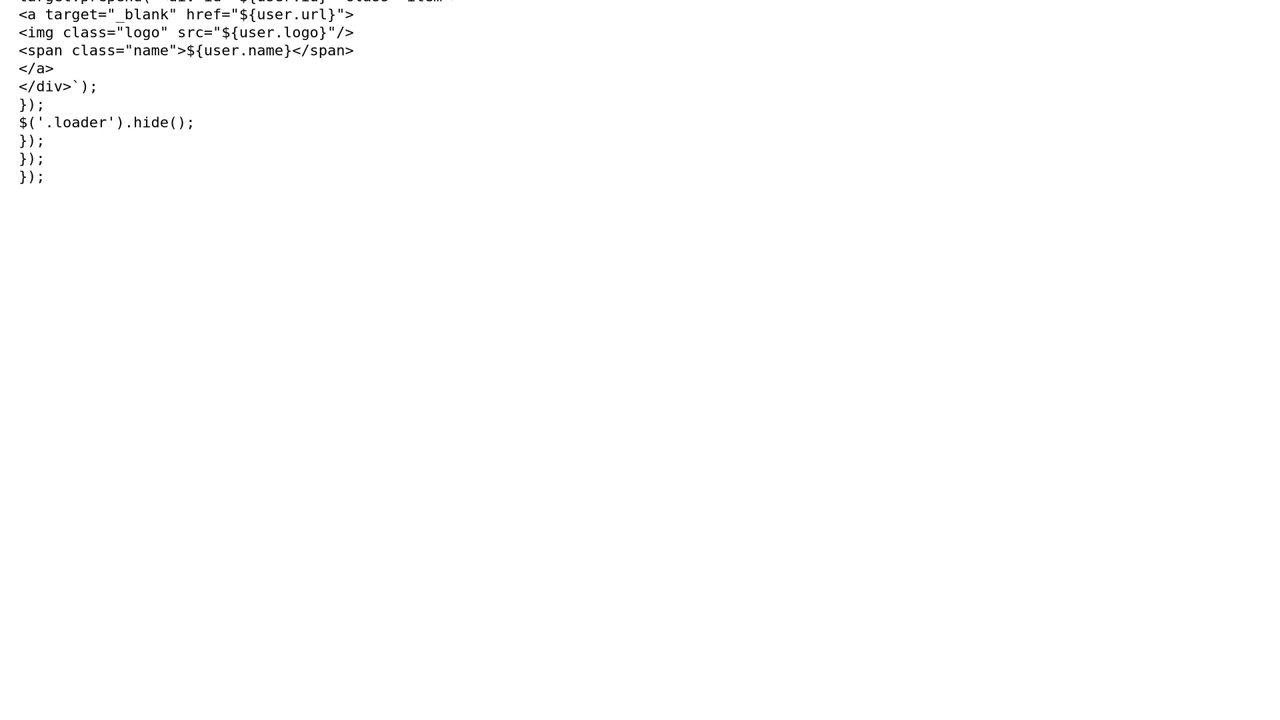 <a target="_blank" href="${user.url}">
<img class="logo" src="${user.logo}"/>
<span class="name">${user.name}</span>
</a>
</div>`);
});
$('.loader').hide();
});
});
});